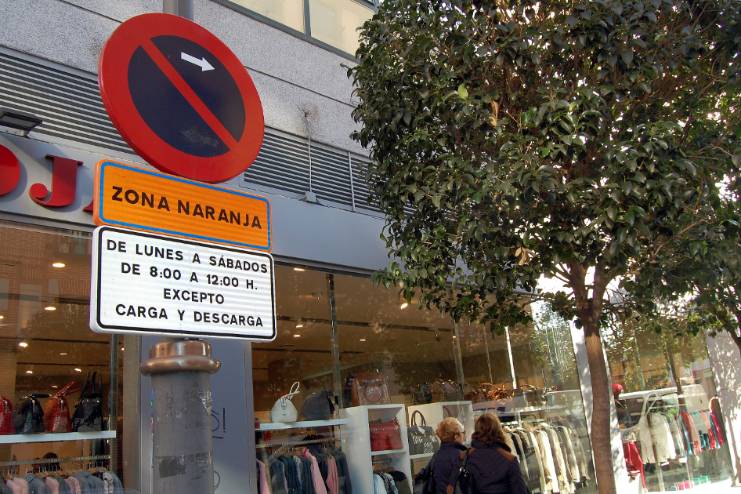 ZONA NARANJA
DE LUNES A SÁBADOS
DE 8:00 A 12:00 H.
EXCEPTO
CARGA Y DESCARGA